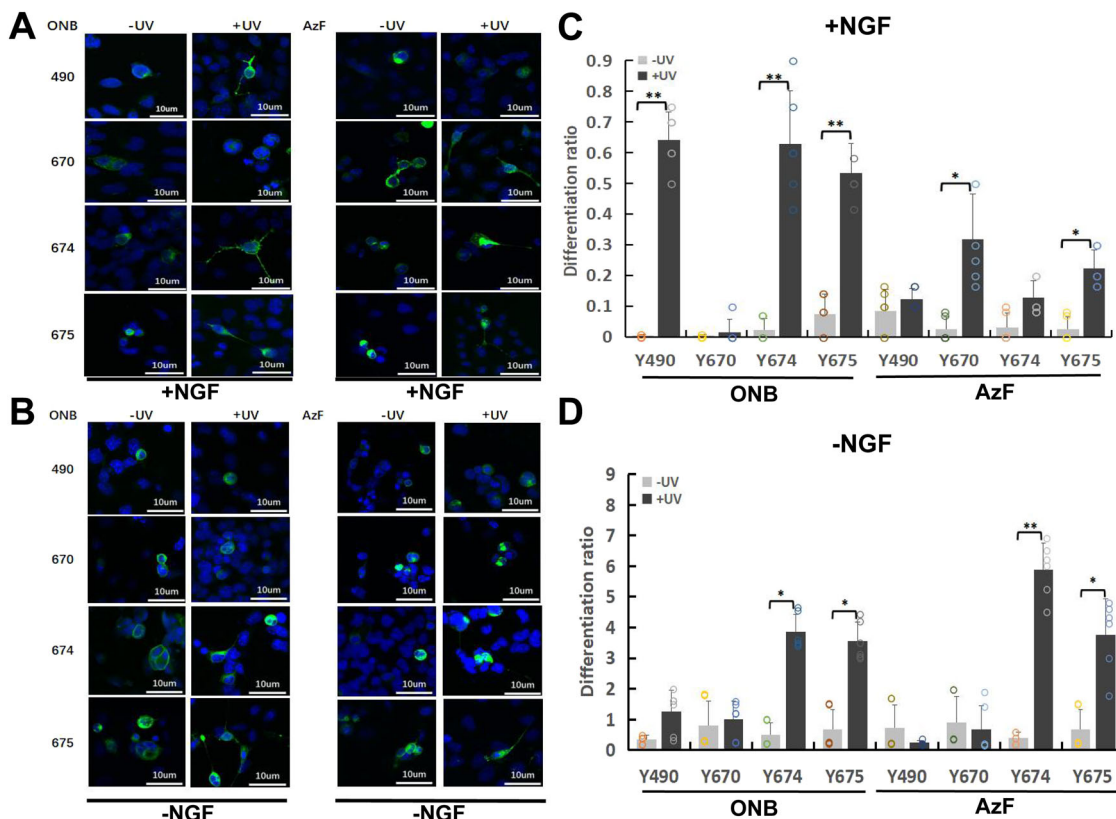 A
ONB
-UV
+UV
AzF
-UV
+UV
490
10um
10um
10um
10um
670
10um
10um
10um
10um
674
10um
10um
10um
10um
675
10um
10um
10um
10um
+NGF
+NGF
B
ONB
-UV
+UV
AzF
-UV
+UV
490
10um
10um
10um
10um
670
10um
10um
10um
10um
674
10um
10um
10um
10um
675
10um
10um
10um
10um
-NGF
-NGF
C
+NGF
-UV
+UV
Differentiation ratio
0.9
0.8
0.7
0.6
0.5
0.4
0.3
0.2
0.1
0
**
**
**
*
*
Y490 Y670 Y674 Y675 Y490 Y670 Y674 Y675
ONB AzF
D
-NGF
-UV
+UV
Differentiation ratio
9
8
7
6
5
4
3
2
1
0
*
*
**
*
Y490 Y670 Y674 Y675 Y490 Y670 Y674 Y675
ONB AzF